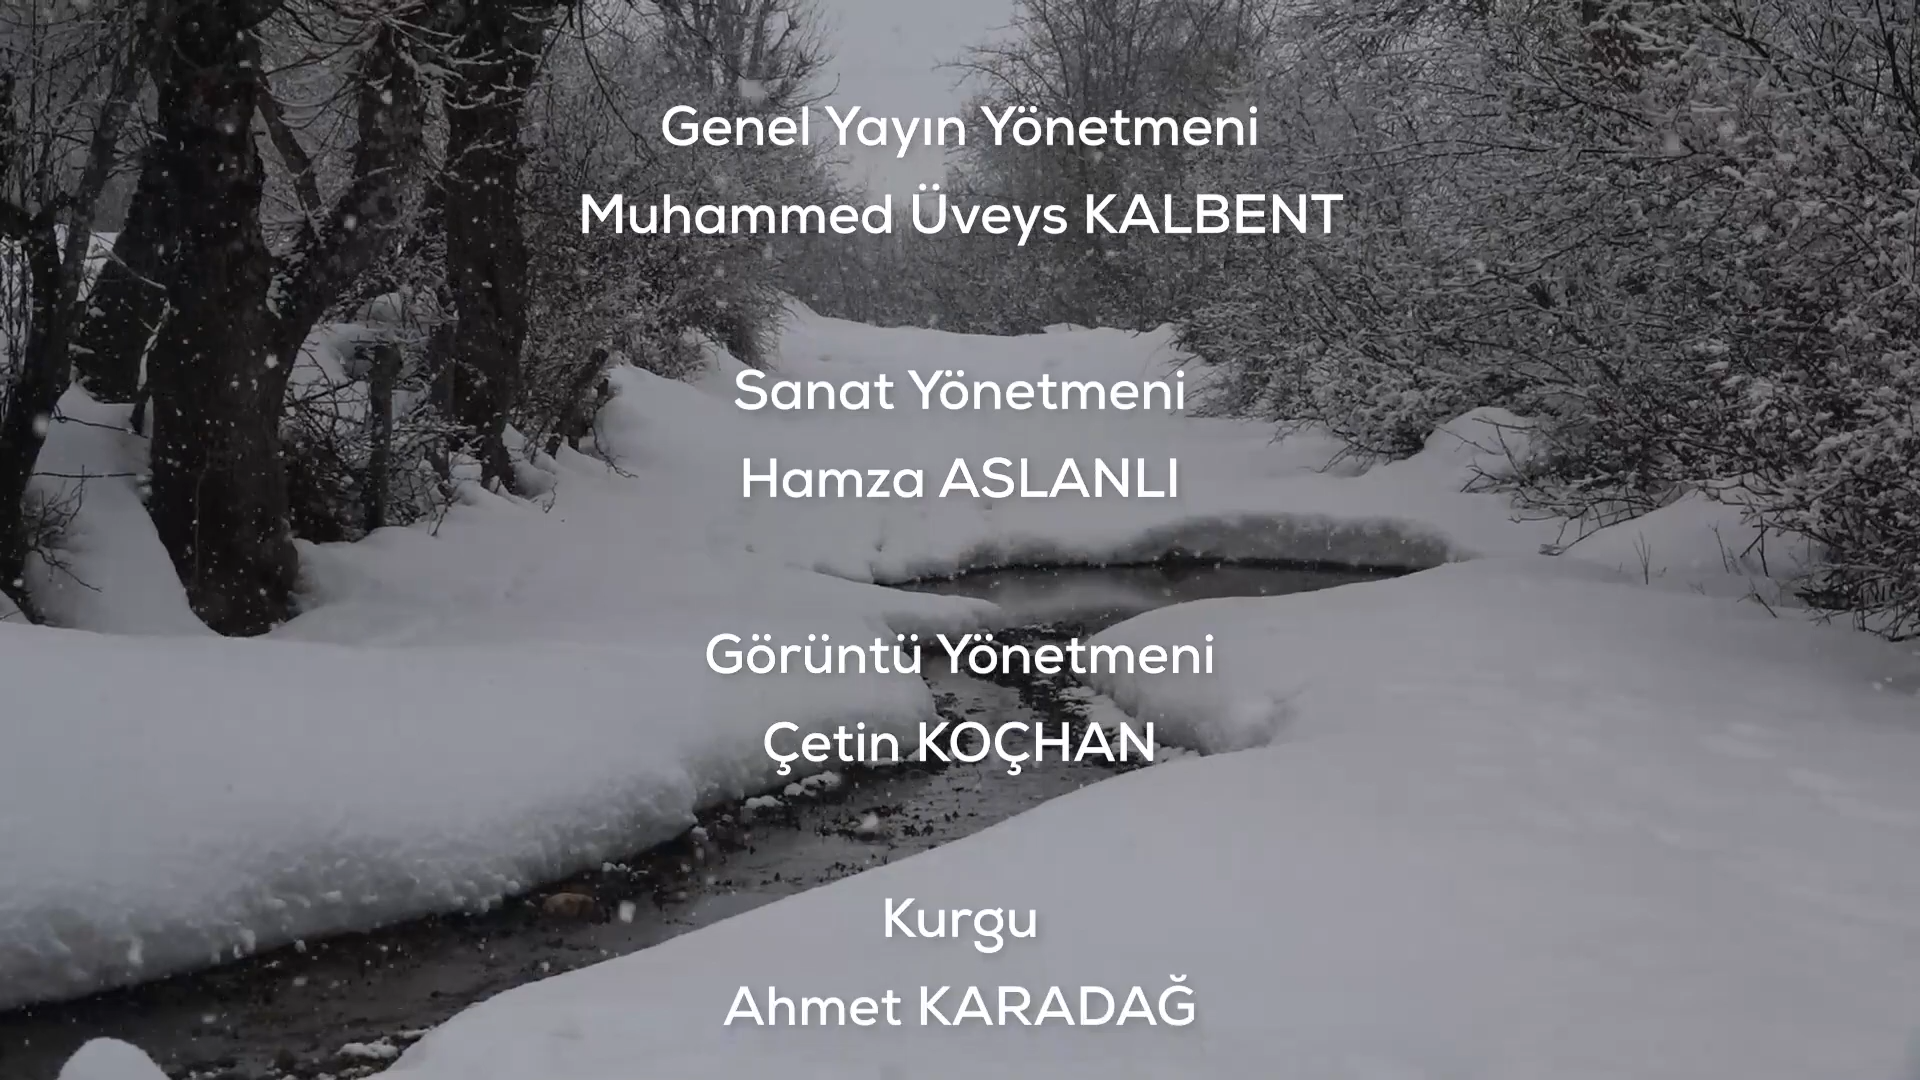 Genel Yayın Yönetmeni
Muhammed Üveys KALBENT
Sanat Yönetmeni
Hamza ASLANLI
Görüntü Yönetmeni
Çetin KOÇHAN
Kurgu
Ahmet KARADAĞ